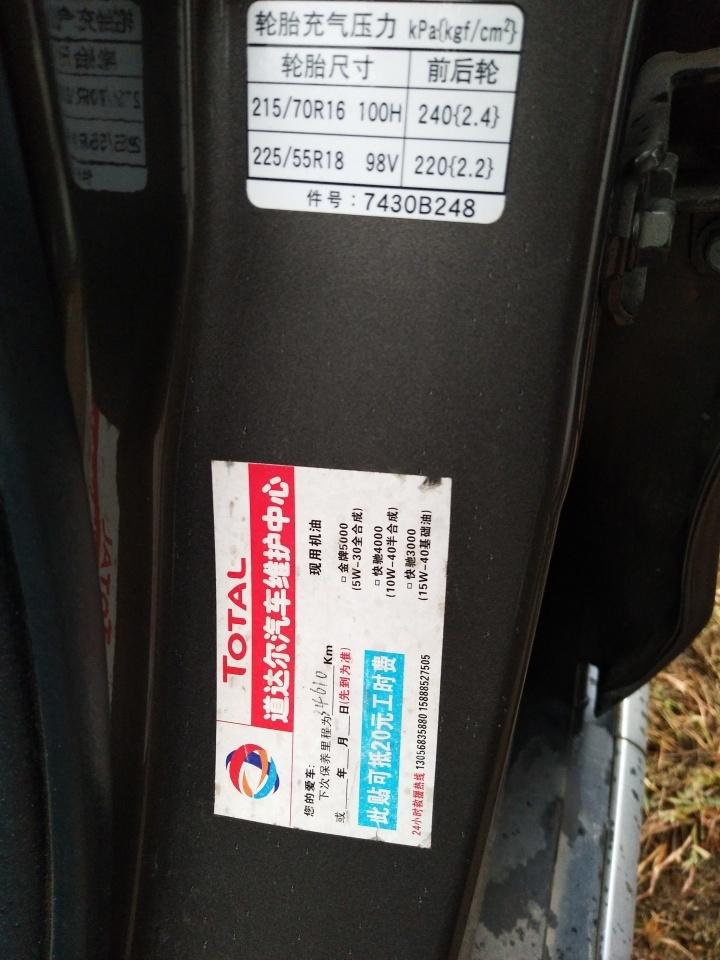 轮胎充气压力 kPa{kgf/cm²}
轮胎尺寸 前后轮
215/70R16 100H 240{2.4}
225/55R18 98V 220{2.2}
件号：7430B248
TOTAL
道达尔汽车维护中心
您的爱车：
下次保养里程为 Km
或 年 月 日(先到为准)
现用机油
□ 金牌5000
(5W-30全合成)
□ 快驰4000
(10W-40半合成)
□ 快驰3000
(15W-40基础油)
此贴可抵20元工时费
24小时救援热线 13056835880 15888527505